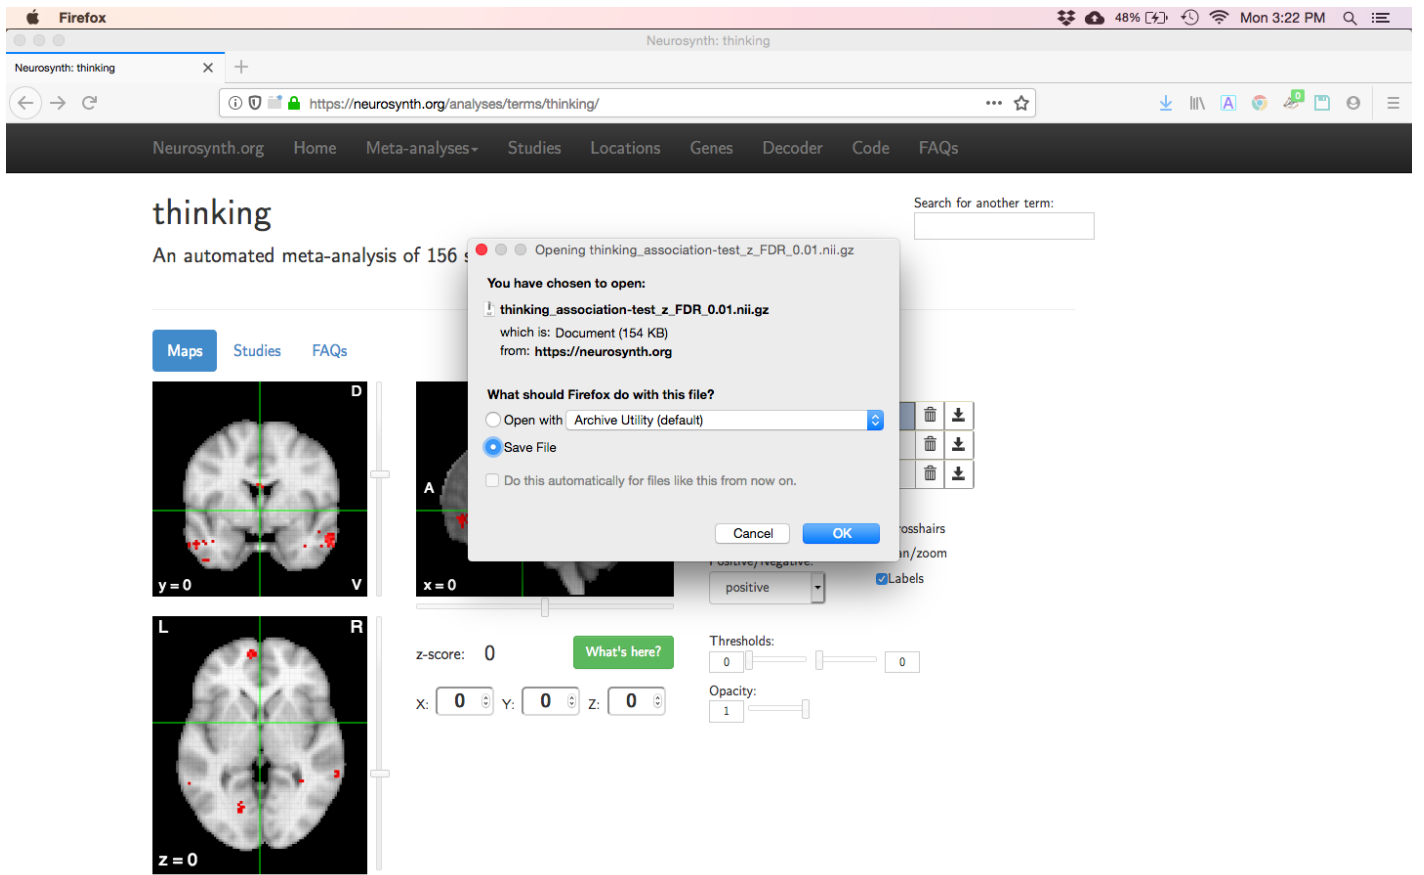 Firefox
48%
Mon 3:22 PM
Neurosynth: thinking
Neurosynth: thinking
https://neurosynth.org/analyses/terms/thinking/
A
0
Neurosynth.org Home Meta-analyses Studies Locations Genes Decoder Code FAQs
thinking
Search for another term:
An automated meta-analysis of 156
Opening thinking_association-test_z_FDR_0.01.nii.gz
You have chosen to open:
thinking_association-test_z_FDR_0.01.nii.gz
which is: Document (154 KB)
from: https://neurosynth.org
What should Firefox do with this file?
Open with Archive Utility (default)
Save File
Do this automatically for files like this from now on.
Cancel OK
Maps Studies FAQs
D
y = 0 V
A
x = 0
L R
z = 0
z-score: 0 What's here?
X: 0 Y: 0 Z: 0
positive
Labels
Thresholds:
0 0
Opacity:
1